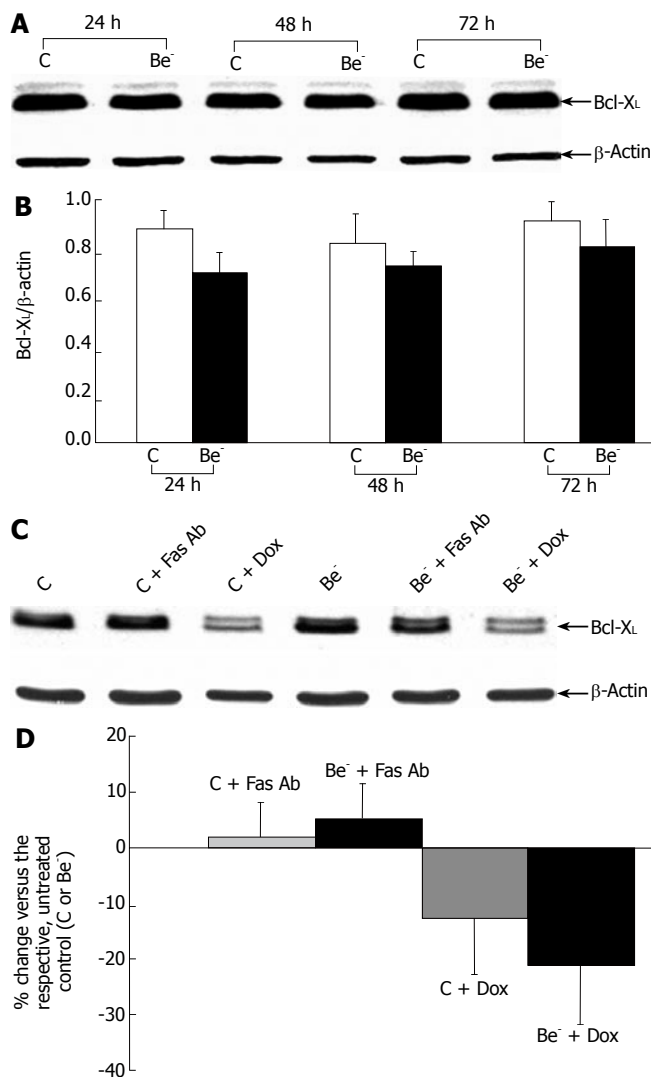 A
24 h
48 h
72 h
C
Be⁻
C
Be⁻
C
Be⁻
Bcl-XL
β-Actin
B
Bcl-XL/β-actin
1.0
0.8
0.6
0.4
0.2
0.0
C
Be⁻
C
Be⁻
C
Be⁻
24 h
48 h
72 h
C
C
C + Fas Ab
C + Dox
Be⁻
Be⁻ + Fas Ab
Be⁻ + Dox
Bcl-XL
β-Actin
D
% change versus the
respective, untreated
control (C or Be⁻)
20
10
0
-10
-20
-30
-40
C + Fas Ab
Be⁻ + Fas Ab
C + Dox
Be⁻ + Dox